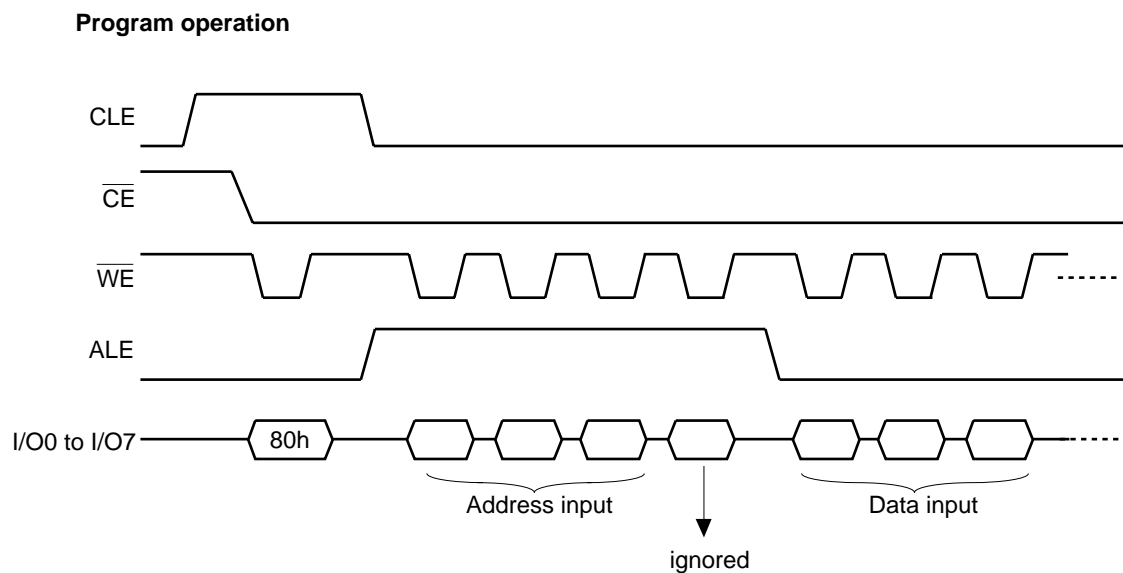 Program operation
CLE
CE
WE
ALE
I/O0 to I/O7
80h
Address input
Data input
ignored